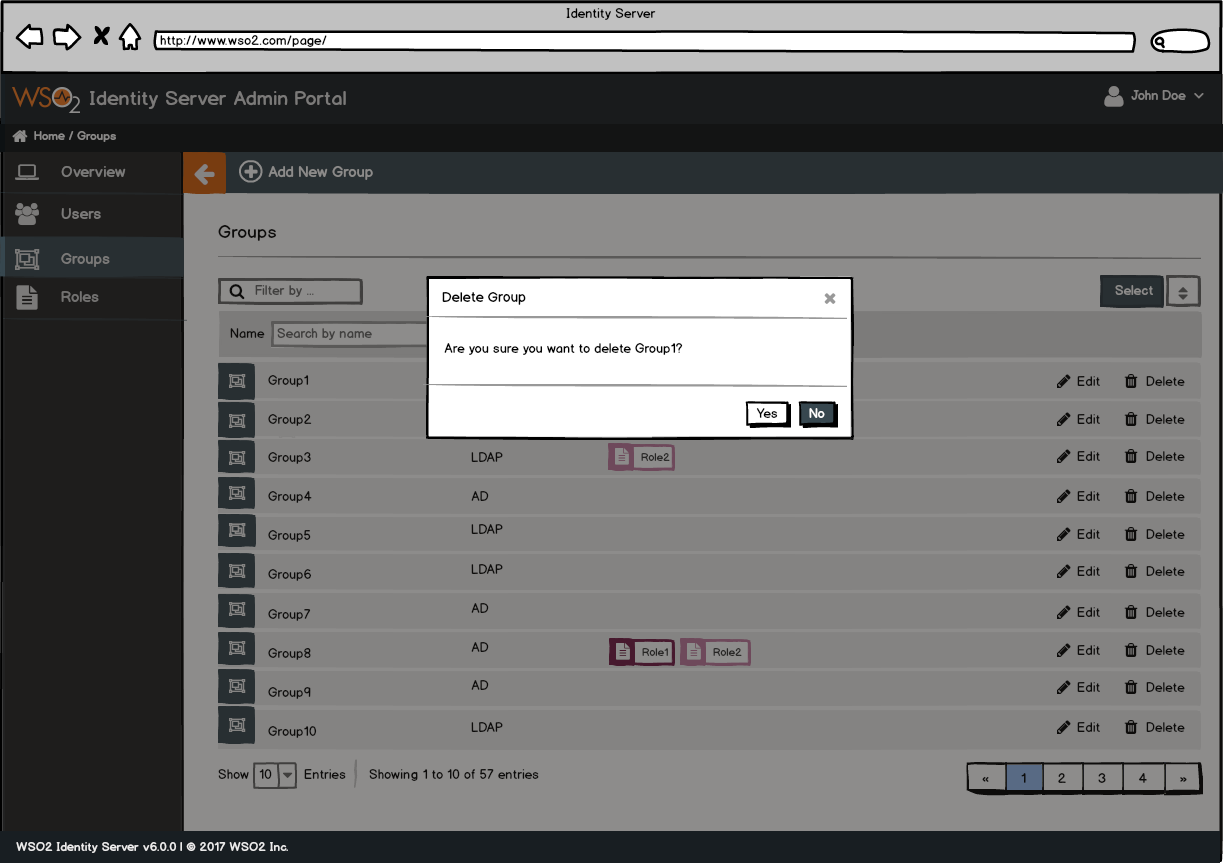 Identity Server
http://www.wso2.com/page/
WSO2 Identity Server Admin Portal
John Doe
Home / Groups
Overview
Add New Group
Users
Groups
Groups
Roles
Filter by ...
Select
Delete Group
Name
Search by name
Are you sure you want to delete Group1?
Yes
No
Group1 Edit Delete
Group2 Edit Delete
Group3 LDAP Role2 Edit Delete
Group4 AD Edit Delete
Group5 LDAP Edit Delete
Group6 LDAP Edit Delete
Group7 AD Edit Delete
Group8 AD Role1 Role2 Edit Delete
Group9 AD Edit Delete
Group10 LDAP Edit Delete
Show 10 Entries Showing 1 to 10 of 57 entries
« 1 2 3 4 »
WSO2 Identity Server v6.0.0 | © 2017 WSO2 Inc.